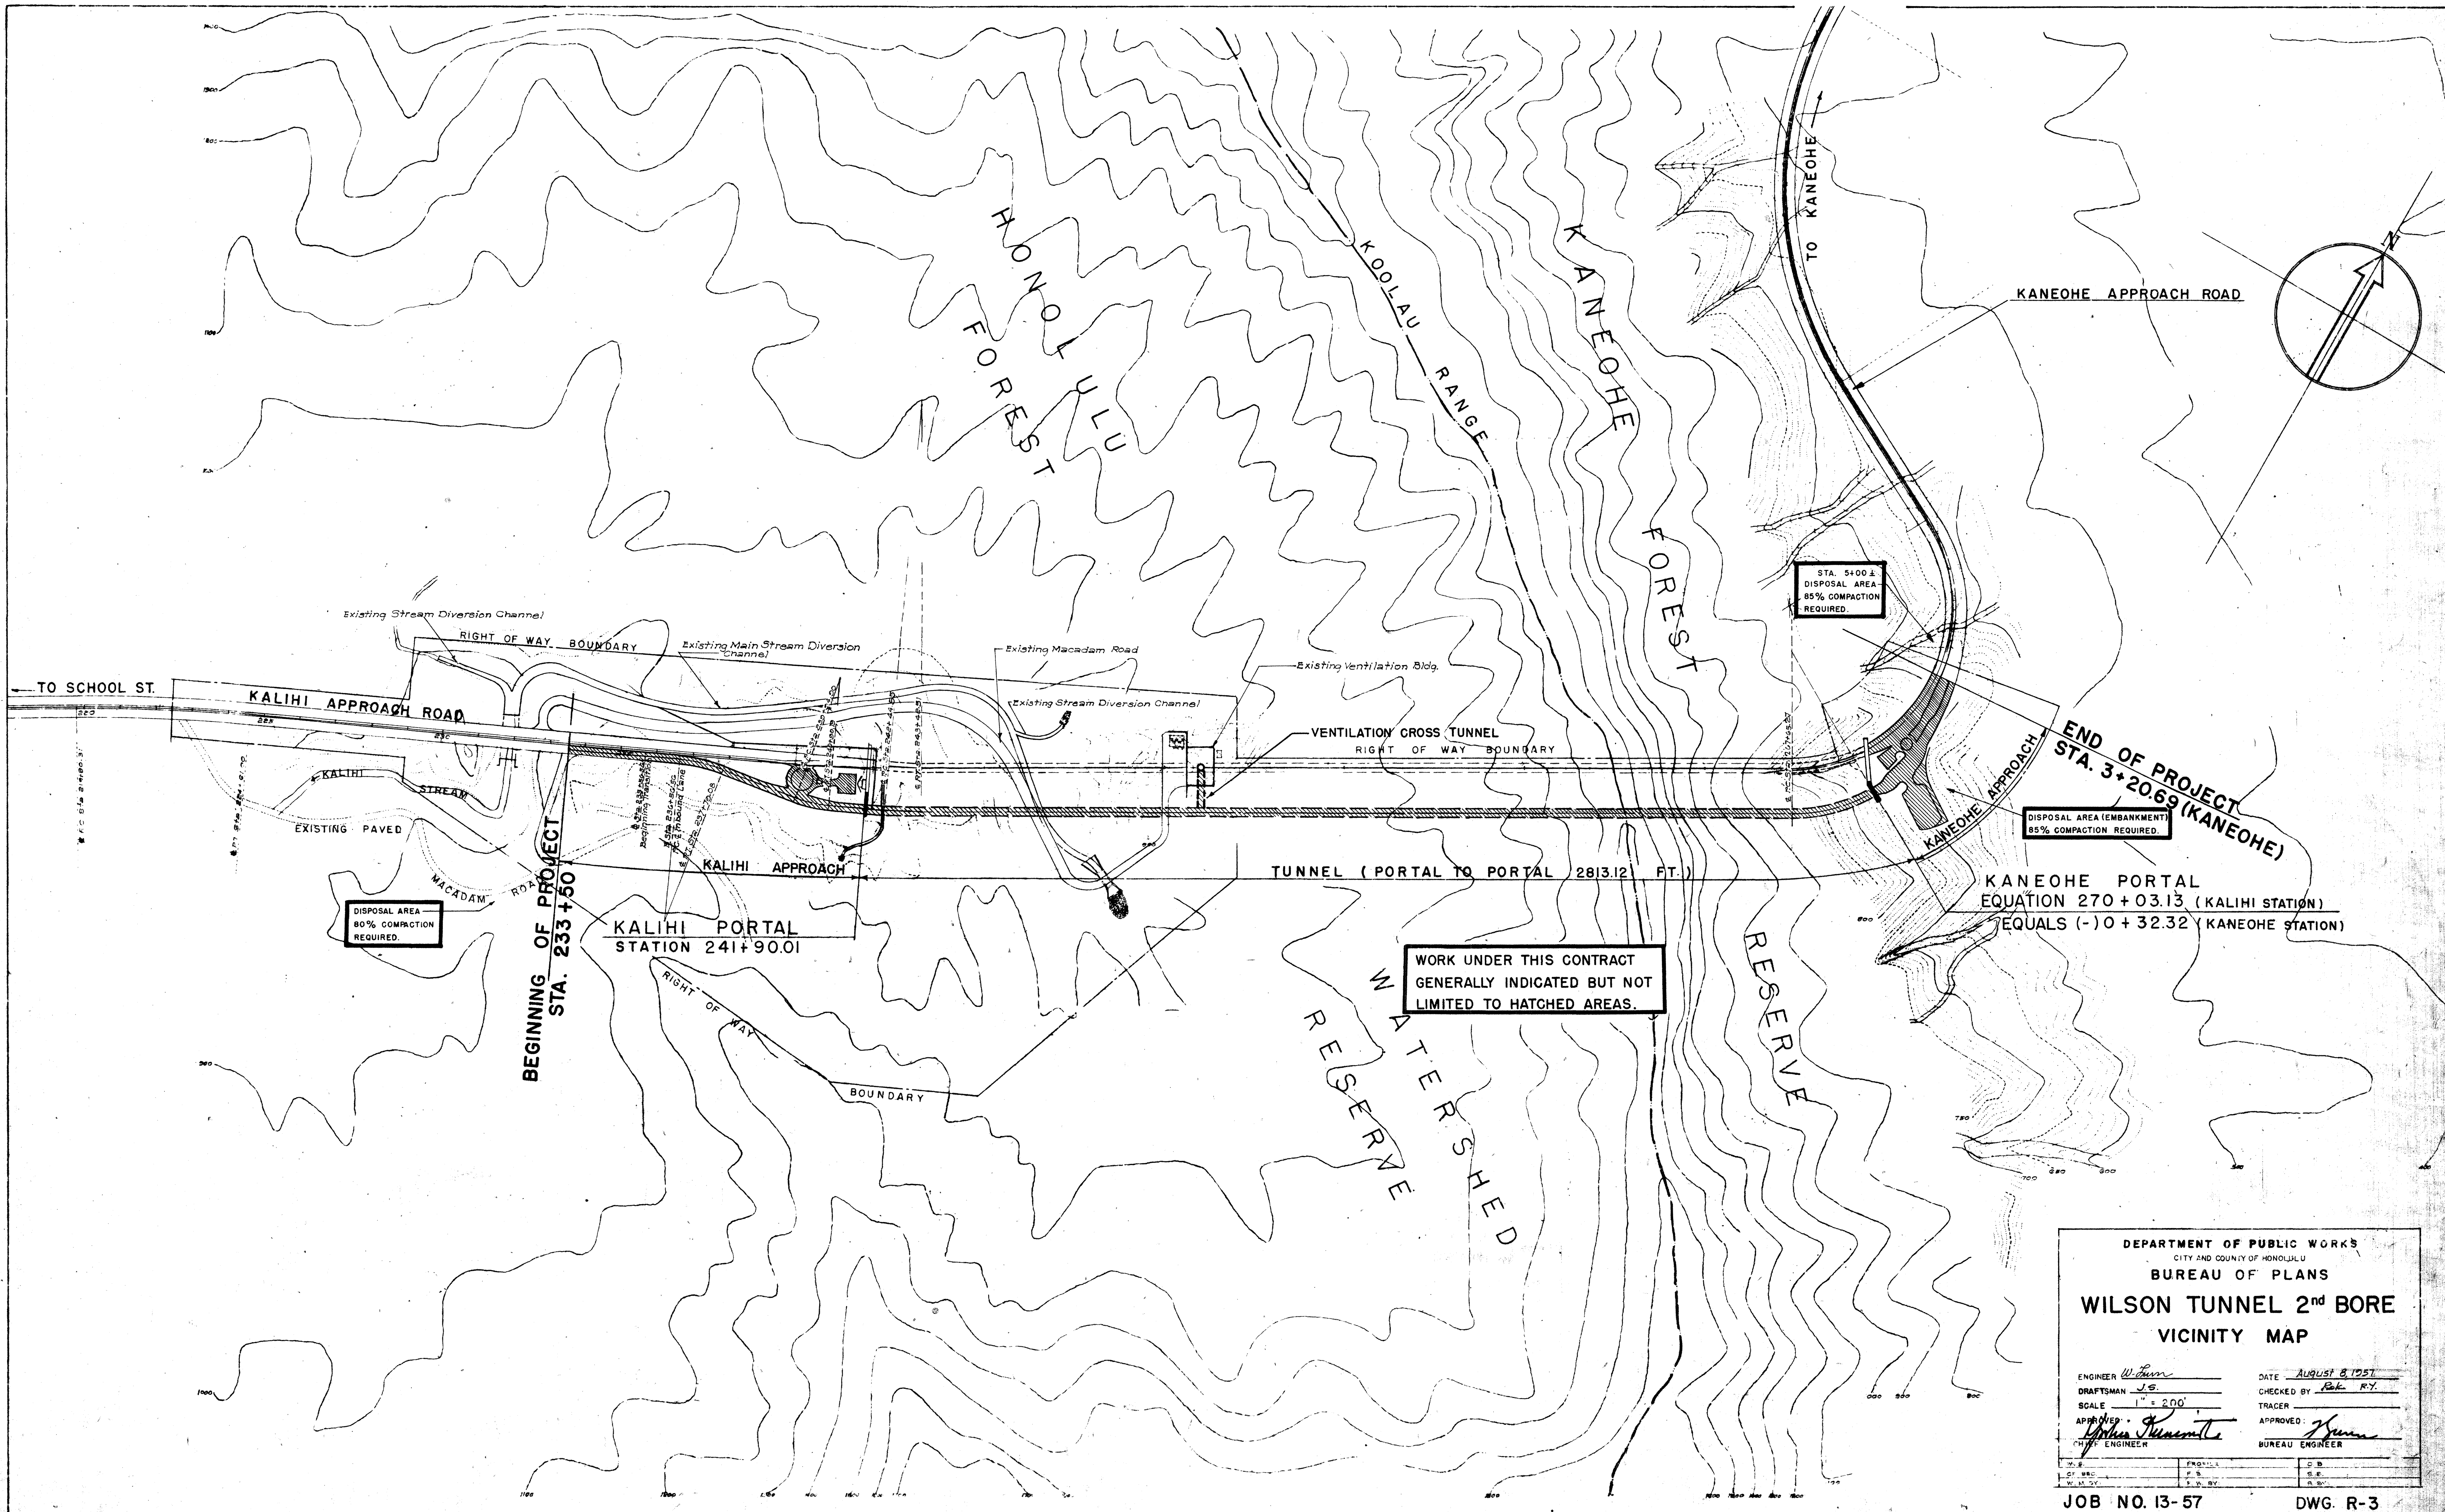 HONOLULU
FOREST
KOOLAU RANGE
KANEOHE
FOREST
RESERVE
WATERSHED
RESERVE
TO KANEOHE
KANEOHE APPROACH ROAD
N
STA. 5+00 ±
DISPOSAL AREA
85% COMPACTION
REQUIRED.
Existing Stream Diversion Channel
RIGHT OF WAY BOUNDARY
Existing Main Stream Diversion
Channel
Existing Macadam Road
Existing Ventilation Bldg.
Existing Stream Diversion Channel
TO SCHOOL ST.
KALIHI APPROACH ROAD
VENTILATION CROSS TUNNEL
RIGHT OF WAY BOUNDARY
KALIHI
STREAM
EXISTING PAVED
MACADAM ROAD
DISPOSAL AREA
80% COMPACTION
REQUIRED.
BEGINNING OF PROJECT
STA. 233+50
KALIHI APPROACH
TUNNEL (PORTAL TO PORTAL 2813.12 FT.)
KANEOHE APPROACH
END OF PROJECT
STA. 3+20.69 (KANEOHE)
DISPOSAL AREA (EMBANKMENT)
85% COMPACTION REQUIRED.
KALIHI PORTAL
STATION 241+90.01
KANEOHE PORTAL
EQUATION 270+03.13 (KALIHI STATION)
EQUALS (-) 0+32.32 (KANEOHE STATION)
WORK UNDER THIS CONTRACT
GENERALLY INDICATED BUT NOT
LIMITED TO HATCHED AREAS.
RIGHT OF WAY
BOUNDARY
DEPARTMENT OF PUBLIC WORKS
CITY AND COUNTY OF HONOLULU
BUREAU OF PLANS
WILSON TUNNEL 2nd BORE
VICINITY MAP
ENGINEER W. Lum
DATE August 8, 1957
DRAFTSMAN J.S.
CHECKED BY R.Y.
SCALE 1" = 200'
TRACER
APPROVED:
CHIEF ENGINEER
APPROVED:
BUREAU ENGINEER
JOB NO. 13-57
DWG. R-3